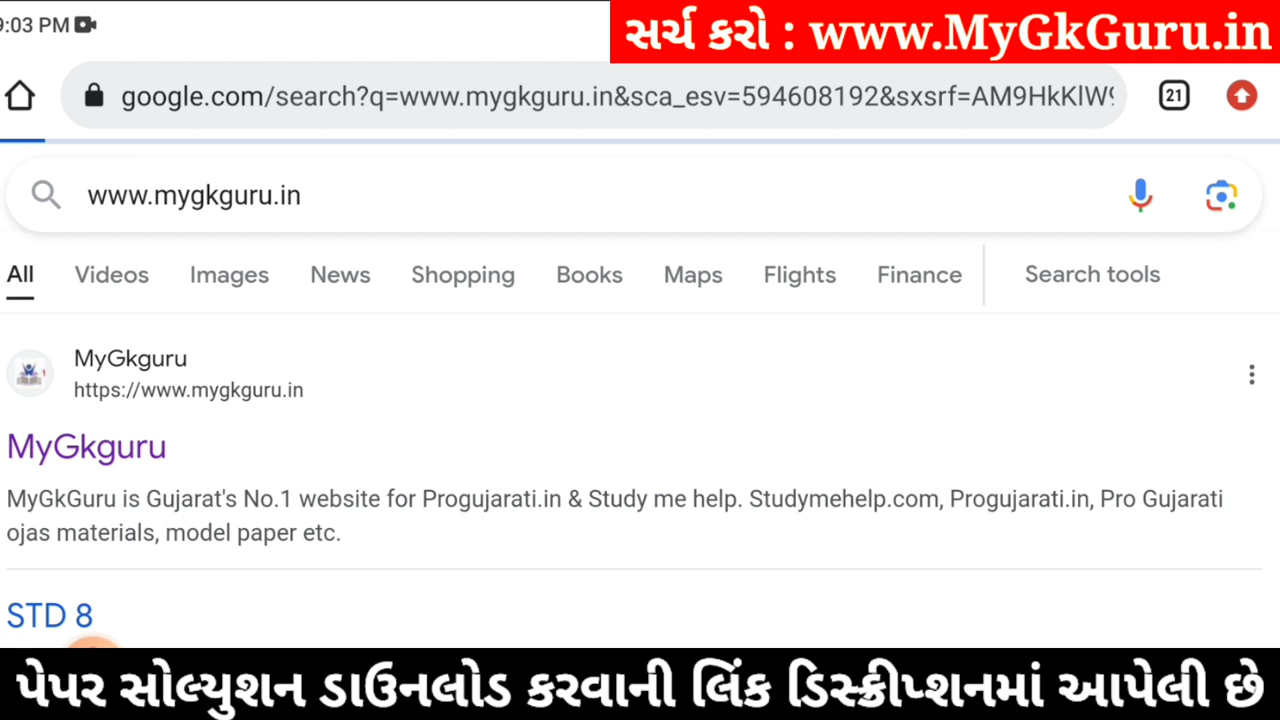 9:03 PM
સર્ચ કરો : www.MyGkGuru.in
google.com/search?q=www.mygkguru.in&sca_esv=594608192&sxsrf=AM9HkKlW9
21
www.mygkguru.in
All Videos Images News Shopping Books Maps Flights Finance Search tools
MyGkguru
https://www.mygkguru.in
MyGkguru
MyGkGuru is Gujarat's No.1 website for Progujarati.in & Study me help. Studymehelp.com, Progujarati.in, Pro Gujarati
ojas materials, model paper etc.
STD 8
પેપર સોલ્યુશન ડાઉનલોડ કરવાની લિંક ડિસ્ક્રીપ્શનમાં આપેલી છે